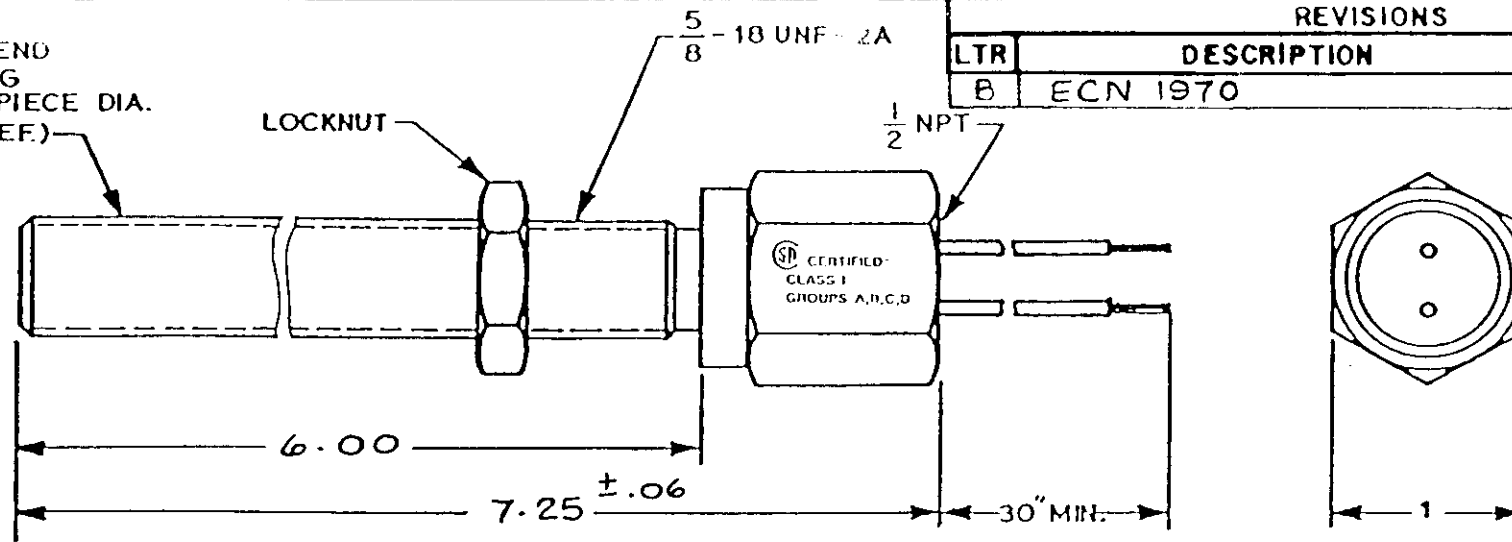 REVISIONS
LTR DESCRIPTION
B ECN 1970
END
G
PIECE DIA.
EF.)
LOCKNUT
5/8 - 18 UNF - 2A
1/2 NPT
CERTIFIED
CLASS I
GROUPS A,B,C,D
6.00
7.25 ±.06
30" MIN.
1